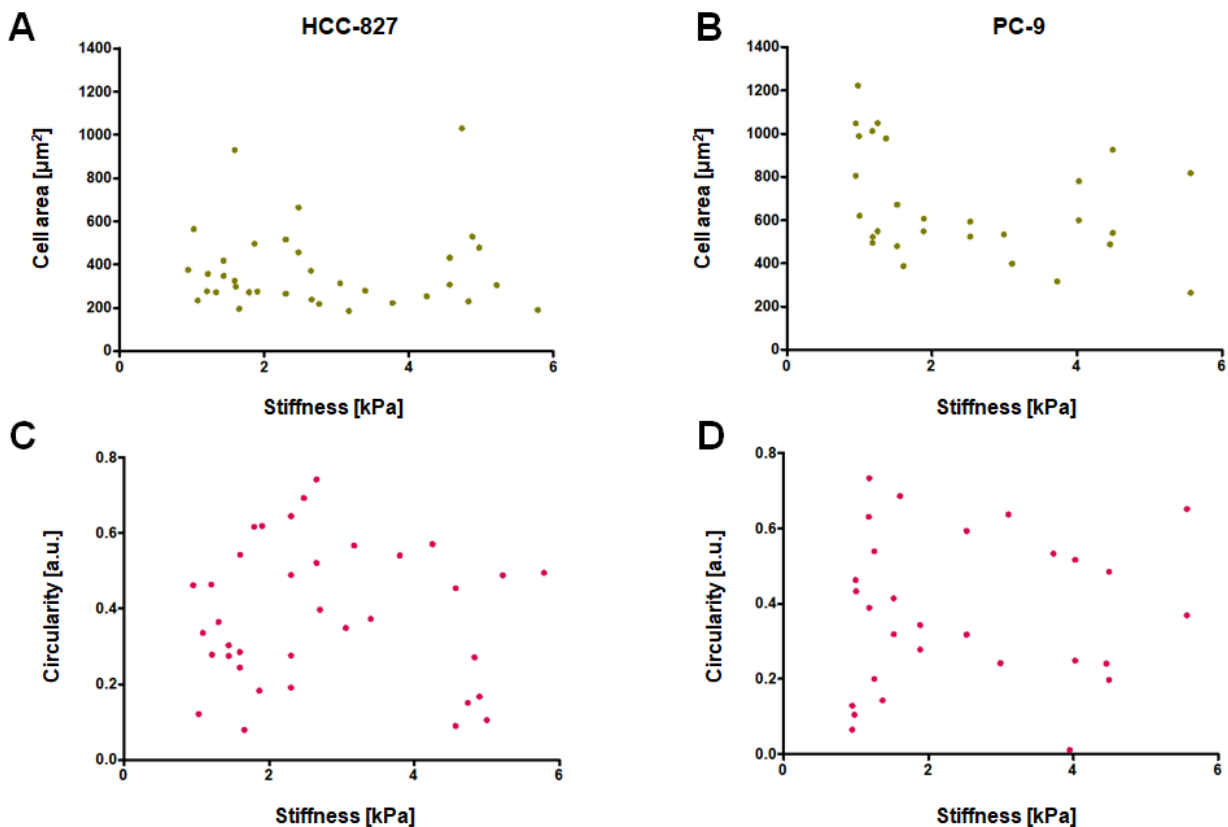 A
HCC-827
1400
1200
1000
800
600
400
200
0
Cell area [µm²]
0 2 4 6
Stiffness [kPa]
B
PC-9
1400
1200
1000
800
600
400
200
0
Cell area [µm²]
0 2 4 6
Stiffness [kPa]
C
0.8
0.6
0.4
0.2
0.0
Circularity [a.u.]
0 2 4 6
Stiffness [kPa]
D
0.8
0.6
0.4
0.2
0.0
Circularity [a.u.]
0 2 4 6
Stiffness [kPa]